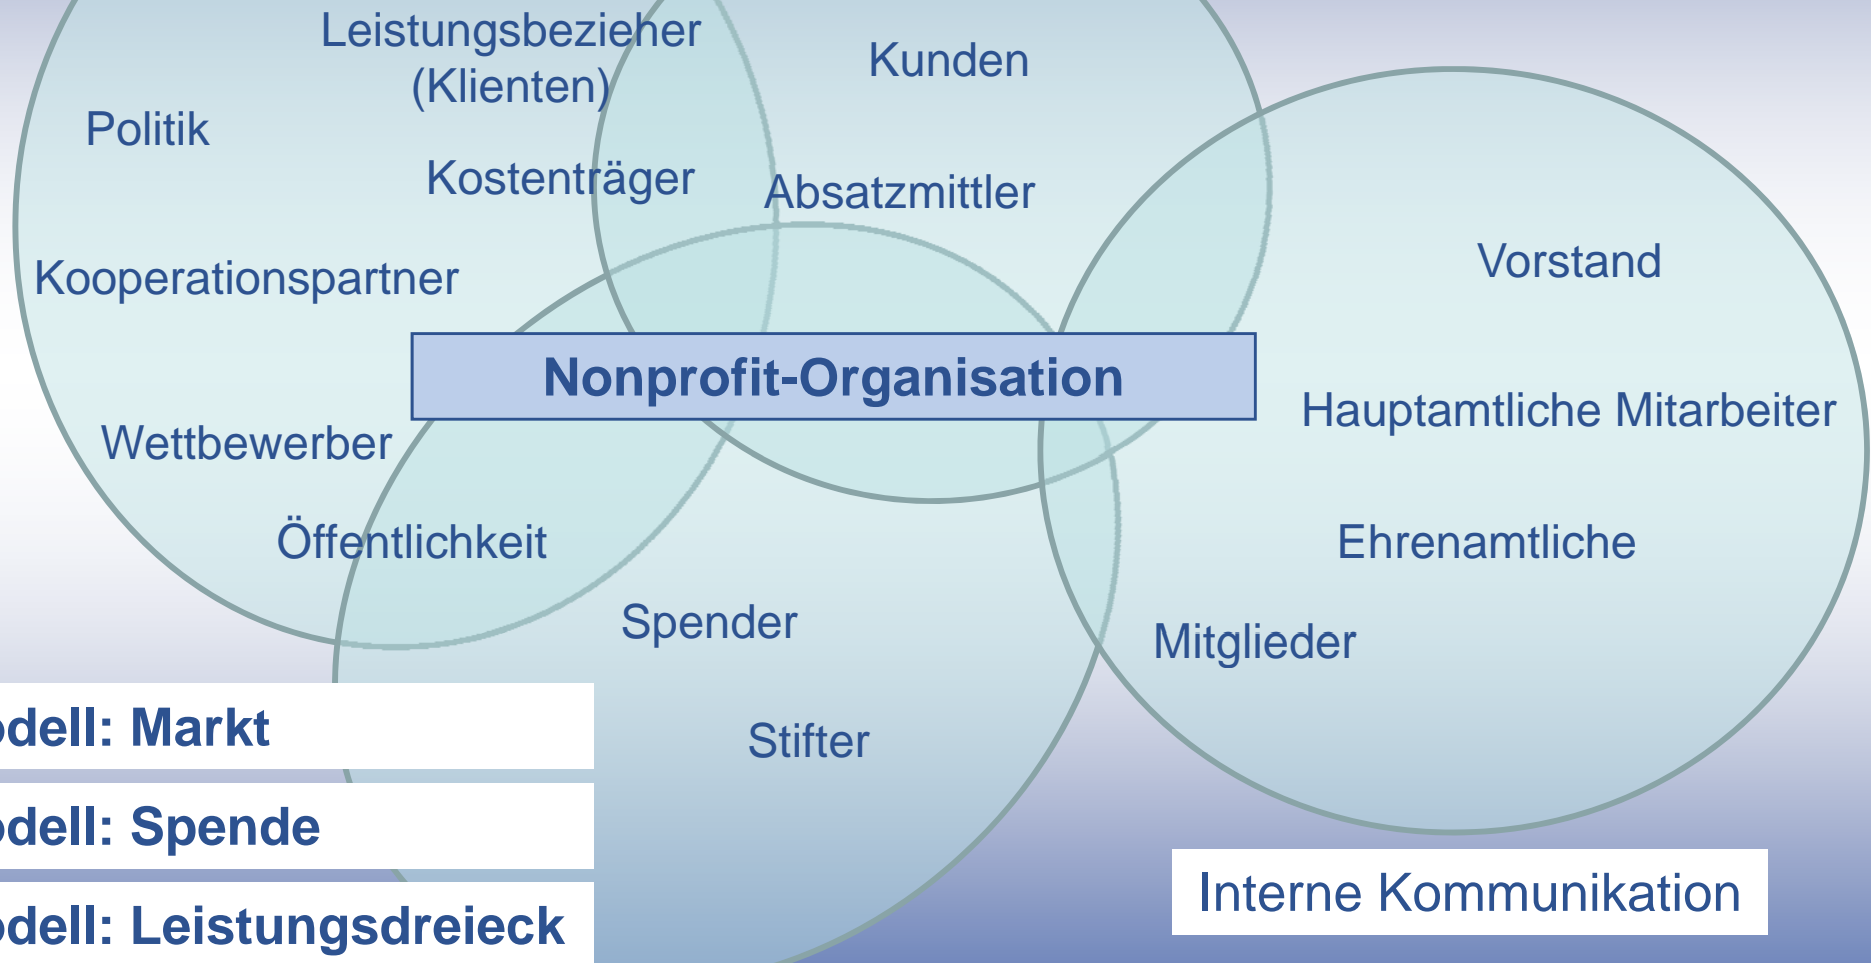 Leistungsbezieher
(Klienten)
Kunden
Politik
Kostenträger
Absatzmittler
Kooperationspartner
Vorstand
Nonprofit-Organisation
Hauptamtliche Mitarbeiter
Wettbewerber
Öffentlichkeit
Ehrenamtliche
Spender
Mitglieder
Stifter
odell: Markt
odell: Spende
odell: Leistungsdreieck
Interne Kommunikation